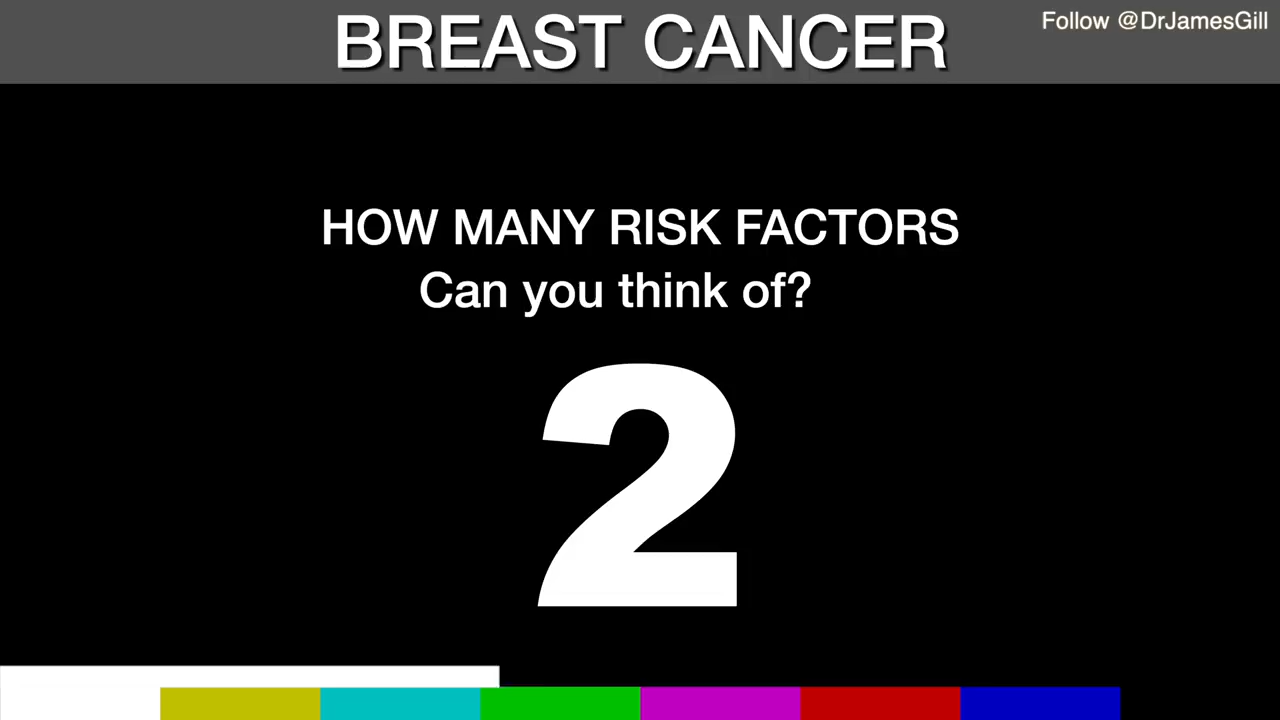 BREAST CANCER
Follow @DrJamesGill
HOW MANY RISK FACTORS
Can you think of?
2